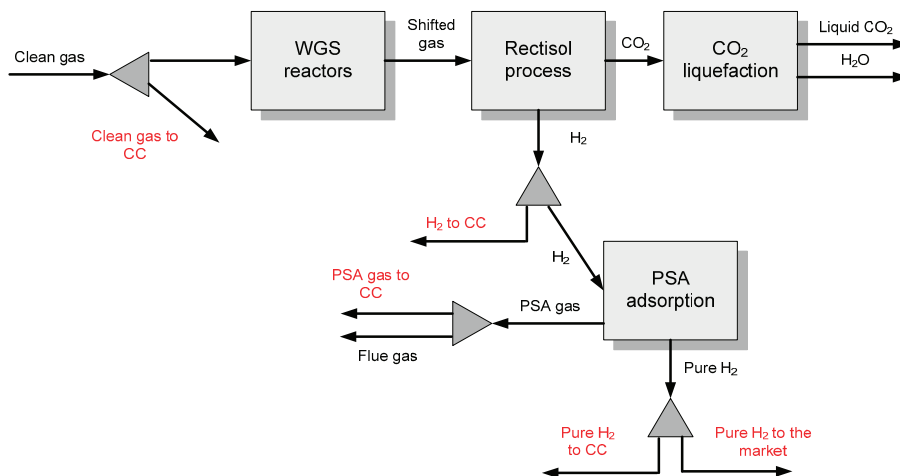 Clean gas
WGS
reactors
Shifted
gas
Rectisol
process
CO₂
CO₂
liquefaction
Liquid CO₂
H₂O
Clean gas to
CC
H₂
H₂ to CC
H₂
PSA
adsorption
PSA gas to
CC
PSA gas
Flue gas
Pure H₂
Pure H₂
to CC
Pure H₂ to the
market